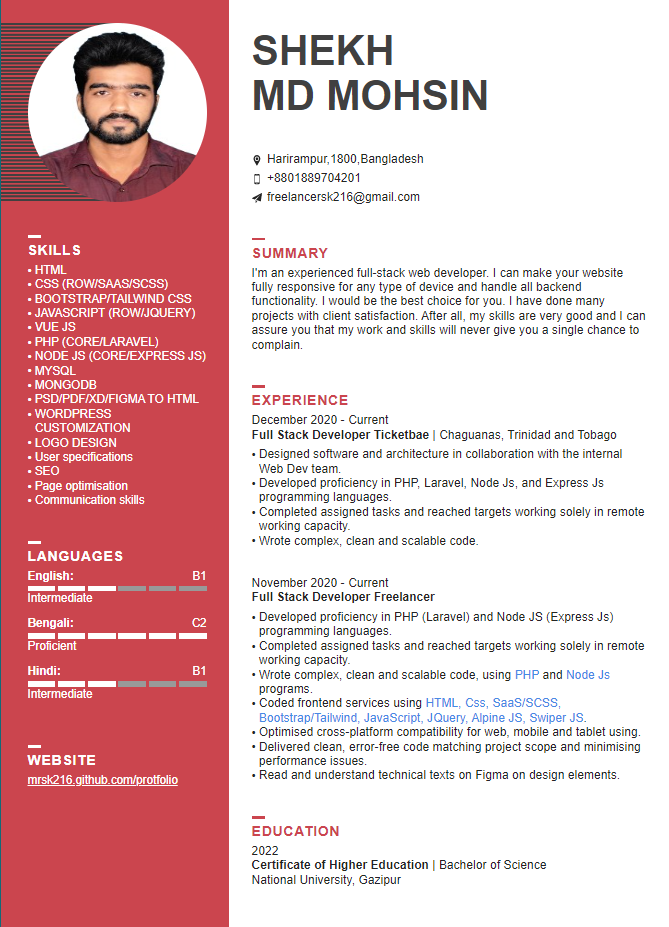 SHEKH
MD MOHSIN
Harirampur,1800,Bangladesh
+8801889704201
freelancersk216@gmail.com
SKILLS
• HTML
• CSS (ROW/SAAS/SCSS)
• BOOTSTRAP/TAILWIND CSS
• JAVASCRIPT (ROW/JQUERY)
• VUE JS
• PHP (CORE/LARAVEL)
• NODE JS (CORE/EXPRESS JS)
• MYSQL
• MONGODB
• PSD/PDF/XD/FIGMA TO HTML
• WORDPRESS
CUSTOMIZATION
• LOGO DESIGN
• User specifications
• SEO
• Page optimisation
• Communication skills
LANGUAGES
English: B1
Intermediate
Bengali: C2
Proficient
Hindi: B1
Intermediate
WEBSITE
mrsk216.github.com/protfolio
SUMMARY
I'm an experienced full-stack web developer. I can make your website
fully responsive for any type of device and handle all backend
functionality. I would be the best choice for you. I have done many
projects with client satisfaction. After all, my skills are very good and I can
assure you that my work and skills will never give you a single chance to
complain.
EXPERIENCE
December 2020 - Current
Full Stack Developer Ticketbae | Chaguanas, Trinidad and Tobago
• Designed software and architecture in collaboration with the internal
Web Dev team.
• Developed proficiency in PHP, Laravel, Node Js, and Express Js
programming languages.
• Completed assigned tasks and reached targets working solely in remote
working capacity.
• Wrote complex, clean and scalable code.
November 2020 - Current
Full Stack Developer Freelancer
• Developed proficiency in PHP (Laravel) and Node JS (Express Js)
programming languages.
• Completed assigned tasks and reached targets working solely in remote
working capacity.
• Wrote complex, clean and scalable code, using PHP and Node Js
programs.
• Coded frontend services using HTML, Css, SaaS/SCSS,
Bootstrap/Tailwind, JavaScript, JQuery, Alpine JS, Swiper JS.
• Optimised cross-platform compatibility for web, mobile and tablet using.
• Delivered clean, error-free code matching project scope and minimising
performance issues.
• Read and understand technical texts on Figma on design elements.
EDUCATION
2022
Certificate of Higher Education | Bachelor of Science
National University, Gazipur